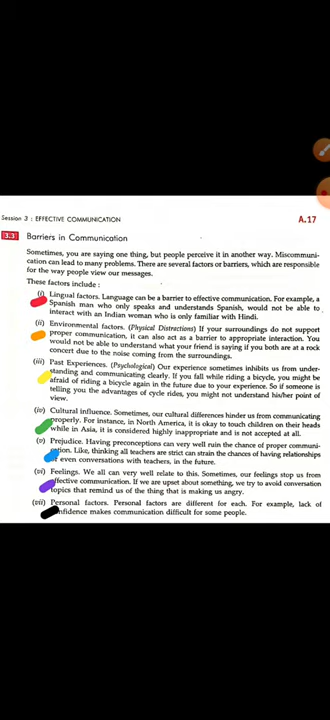 Session 3 : EFFECTIVE COMMUNICATION
A.17
3.3 Barriers in Communication
Sometimes, you are saying one thing, but people perceive it in another way. Miscommuni-
cation can lead to many problems. There are several factors or barriers, which are responsible
for the way people view our messages.
These factors include :
(i) Lingual factors. Language can be a barrier to effective communication. For example, a
Spanish man who only speaks and understands Spanish, would not be able to
interact with an Indian woman who is only familiar with Hindi.
(ii) Environmental factors. (Physical Distractions) If your surroundings do not support
proper communication, it can also act as a barrier to appropriate interaction. You
would not be able to understand what your friend is saying if you both are at a rock
concert due to the noise coming from the surroundings.
(iii) Past Experiences. (Psychological) Our experience sometimes inhibits us from under-
standing and communicating clearly. If you fall while riding a bicycle, you might be
afraid of riding a bicycle again in the future due to your experience. So if someone is
telling you the advantages of cycle rides, you might not understand his/her point of
view.
(iv) Cultural influence. Sometimes, our cultural differences hinder us from communicating
properly. For instance, in North America, it is okay to touch children on their heads
while in Asia, it is considered highly inappropriate and is not accepted at all.
(v) Prejudice. Having preconceptions can very well ruin the chance of proper communi-
cation. Like, thinking all teachers are strict can strain the chances of having relationships
or even conversations with teachers, in the future.
(vi) Feelings. We all can very well relate to this. Sometimes, our feelings stop us from
effective communication. If we are upset about something, we try to avoid conversation
topics that remind us of the thing that is making us angry.
(vii) Personal factors. Personal factors are different for each. For example, lack of
confidence makes communication difficult for some people.